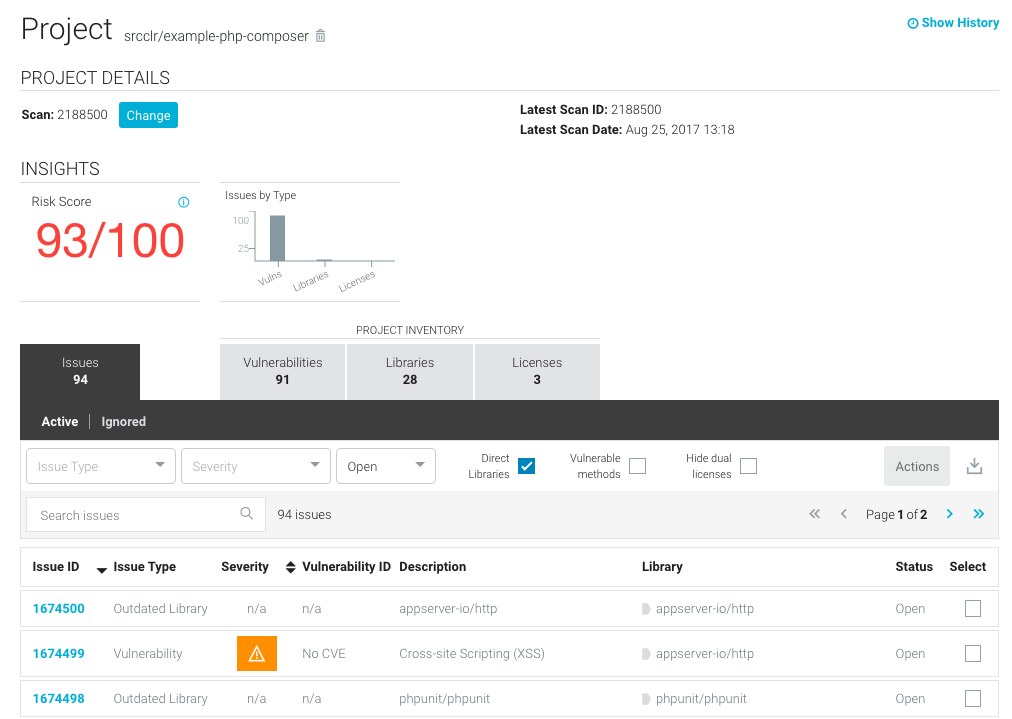 Project srcclr/example-php-composer
Show History
PROJECT DETAILS
Scan: 2188500 Change
Latest Scan ID: 2188500
Latest Scan Date: Aug 25, 2017 13:18
INSIGHTS
Risk Score
93/100
Issues by Type
100
25
Vulns
Libraries
Licenses
PROJECT INVENTORY
Issues
94
Vulnerabilities
91
Libraries
28
Licenses
3
Active Ignored
Issue Type
Severity
Open
Direct
Libraries
Vulnerable
methods
Hide dual
licenses
Actions
Search issues
94 issues
Page 1 of 2
Issue ID Issue Type Severity Vulnerability ID Description Library Status Select
1674500 Outdated Library n/a n/a appserver-io/http appserver-io/http Open
1674499 Vulnerability No CVE Cross-site Scripting (XSS) appserver-io/http Open
1674498 Outdated Library n/a n/a phpunit/phpunit phpunit/phpunit Open